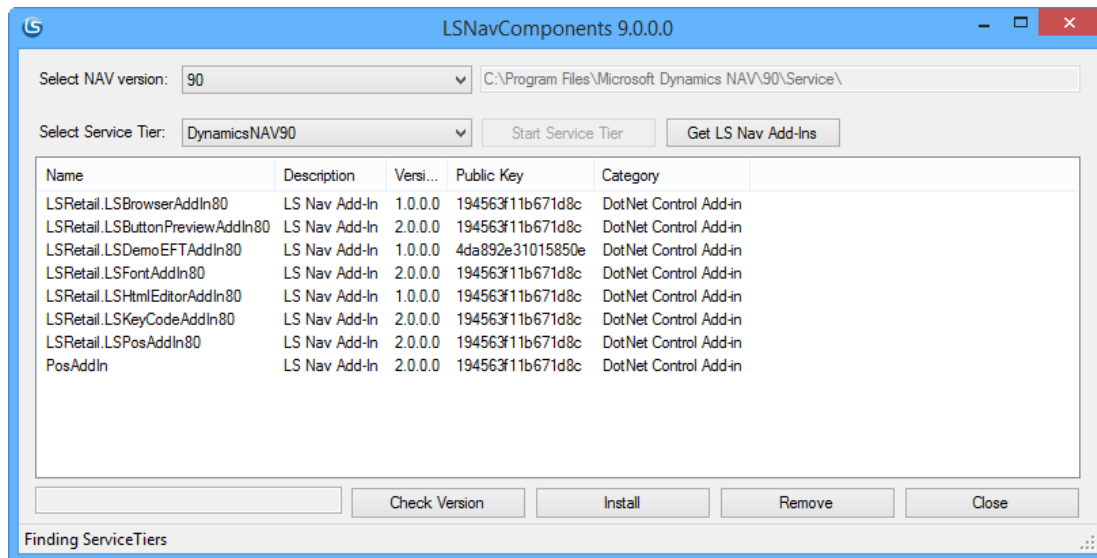 LSNavComponents 9.0.0.0
Select NAV version: 90 C:\Program Files\Microsoft Dynamics NAV\90\Service\
Select Service Tier: DynamicsNAV90 Start Service Tier Get LS Nav Add-Ins
Name Description Versi... Public Key Category
LSRetail.LSBrowserAddIn80 LS Nav Add-In 1.0.0.0 194563f11b671d8c DotNet Control Add-in
LSRetail.LSButtonPreviewAddIn80 LS Nav Add-In 2.0.0.0 194563f11b671d8c DotNet Control Add-in
LSRetail.LSDemoEFTAddIn80 LS Nav Add-In 1.0.0.0 4da892e31015850e DotNet Control Add-in
LSRetail.LSFontAddIn80 LS Nav Add-In 2.0.0.0 194563f11b671d8c DotNet Control Add-in
LSRetail.LSHtmlEditorAddIn80 LS Nav Add-In 1.0.0.0 194563f11b671d8c DotNet Control Add-in
LSRetail.LSKeyCodeAddIn80 LS Nav Add-In 2.0.0.0 194563f11b671d8c DotNet Control Add-in
LSRetail.LSPosAddIn80 LS Nav Add-In 2.0.0.0 194563f11b671d8c DotNet Control Add-in
PosAddIn LS Nav Add-In 2.0.0.0 194563f11b671d8c DotNet Control Add-in
Check Version Install Remove Close
Finding ServiceTiers